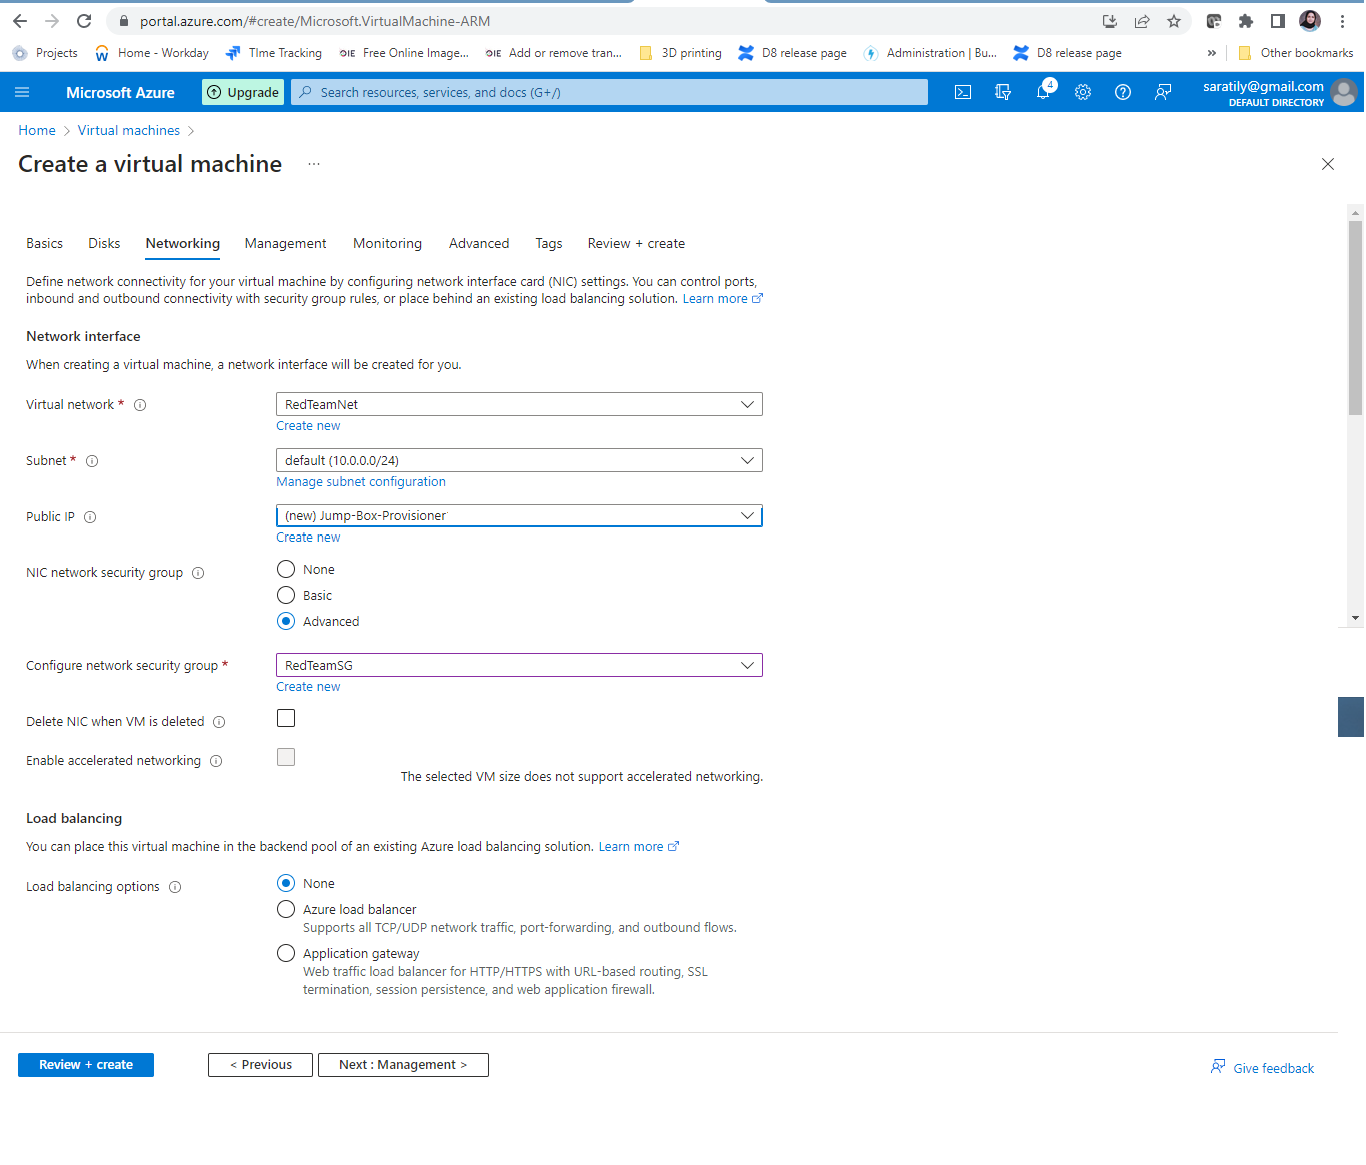 portal.azure.com/#create/Microsoft.VirtualMachine-ARM
Projects
Home - Workday
TIme Tracking
OIE Free Online Image...
OIE Add or remove tran...
3D printing
D8 release page
Administration | Bu...
D8 release page
»
Other bookmarks
Microsoft Azure
Upgrade
Search resources, services, and docs (G+/)
4
saratily@gmail.com
DEFAULT DIRECTORY
Home > Virtual machines >
Create a virtual machine ...
Basics Disks Networking Management Monitoring Advanced Tags Review + create
Define network connectivity for your virtual machine by configuring network interface card (NIC) settings. You can control ports,
inbound and outbound connectivity with security group rules, or place behind an existing load balancing solution. Learn more
Network interface
When creating a virtual machine, a network interface will be created for you.
Virtual network *
RedTeamNet
Create new
Subnet *
default (10.0.0.0/24)
Manage subnet configuration
Public IP
(new) Jump-Box-Provisioner
Create new
NIC network security group
None
Basic
Advanced
Configure network security group *
RedTeamSG
Create new
Delete NIC when VM is deleted
Enable accelerated networking
The selected VM size does not support accelerated networking.
Load balancing
You can place this virtual machine in the backend pool of an existing Azure load balancing solution. Learn more
Load balancing options
None
Azure load balancer
Supports all TCP/UDP network traffic, port-forwarding, and outbound flows.
Application gateway
Web traffic load balancer for HTTP/HTTPS with URL-based routing, SSL
termination, session persistence, and web application firewall.
Review + create
< Previous
Next : Management >
Give feedback